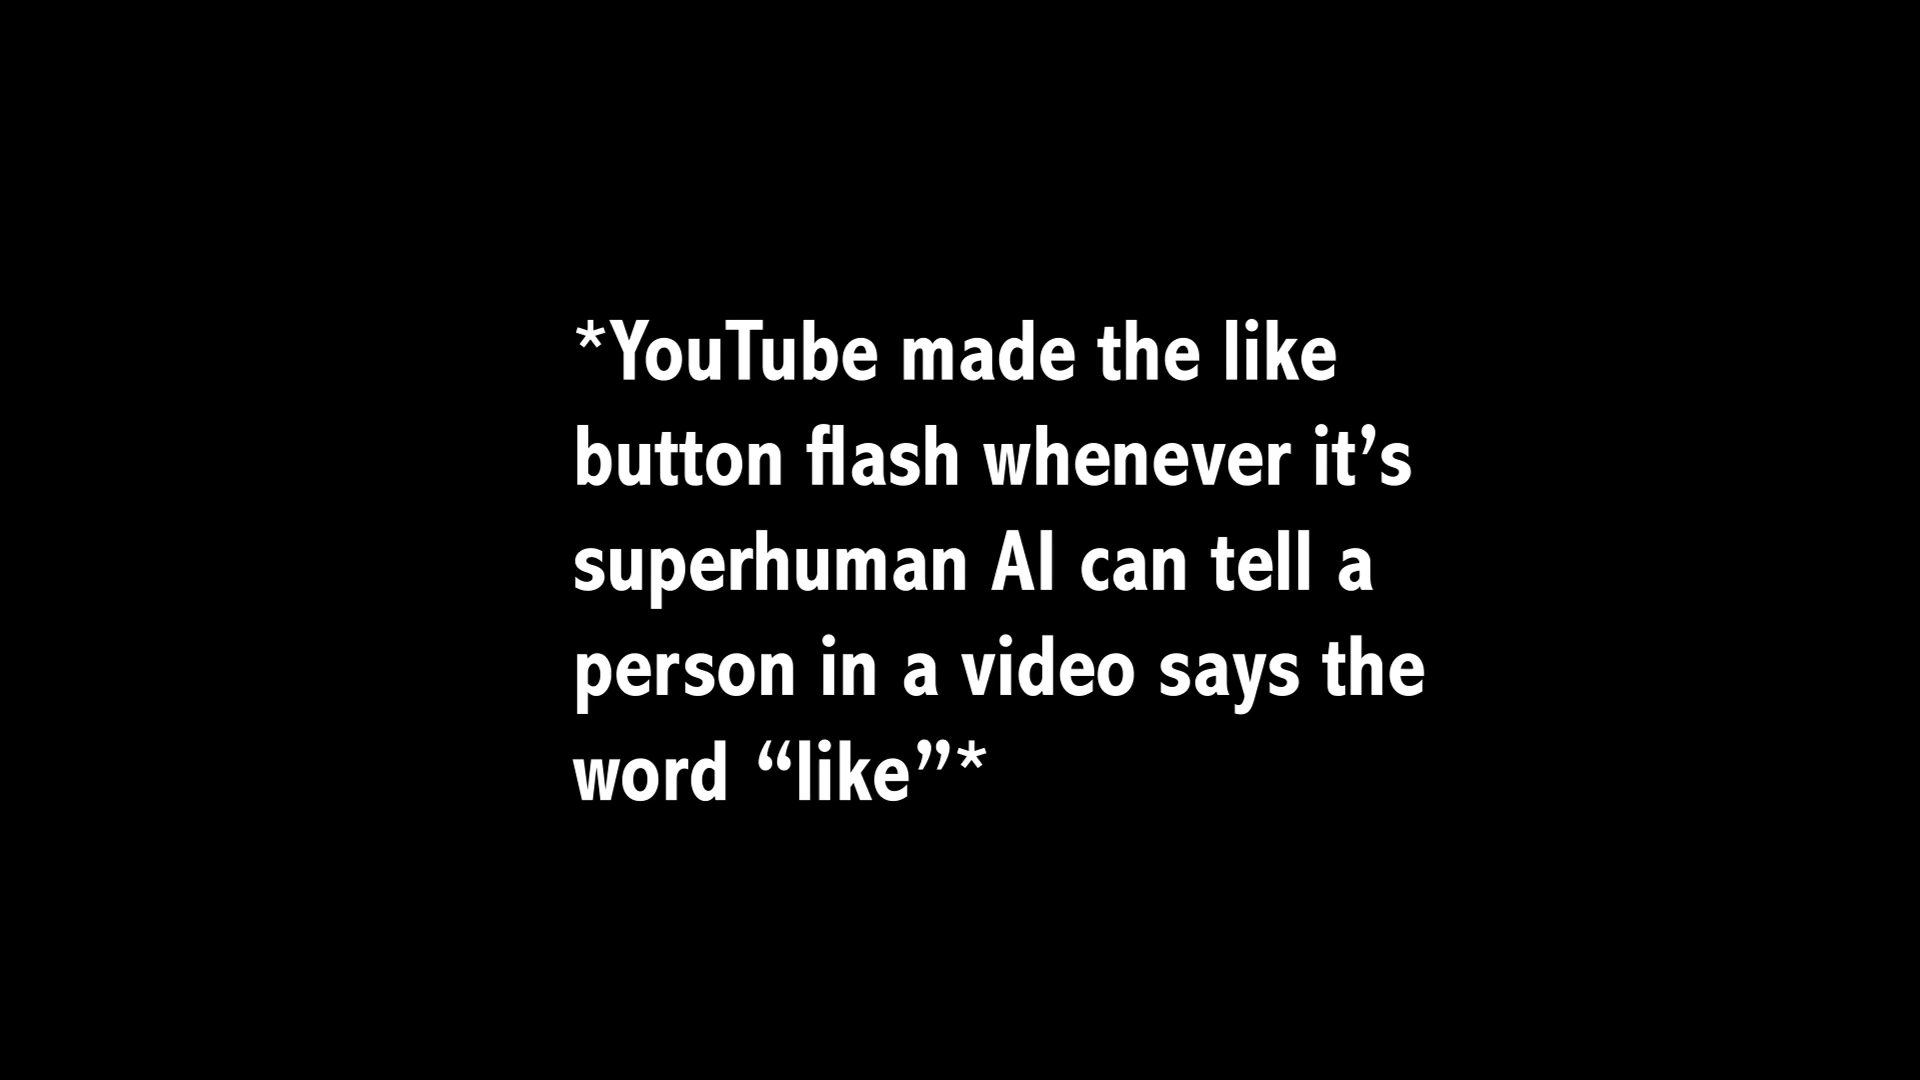 *YouTube made the like
button flash whenever it’s
superhuman AI can tell a
person in a video says the
word “like”*